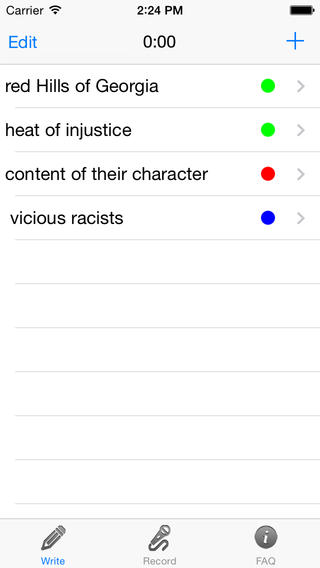 Carrier 2:24 PM
Edit 0:00 +
red Hills of Georgia
heat of injustice
content of their character
vicious racists
Write Record FAQ